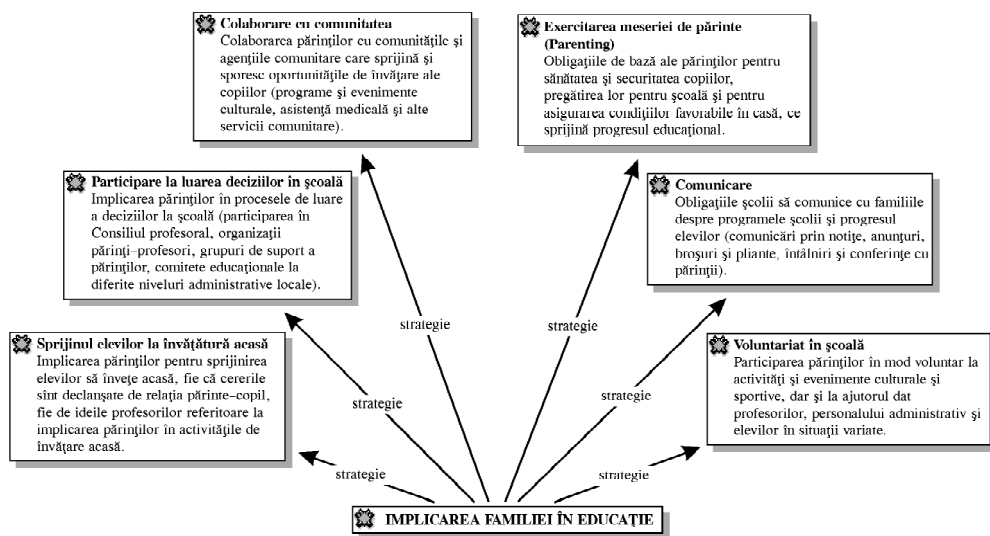 Colaborare cu comunitatea
Colaborarea părinţilor cu comunităţile şi
agenţiile comunitare care sprijină şi
sporesc oportunităţile de învăţare ale
copiilor (programe şi evenimente
culturale, asistenţă medicală şi alte
servicii comunitare).
Exercitarea meseriei de părinte
(Parenting)
Obligaţiile de bază ale părinţilor pentru
sănătatea şi securitatea copiilor,
pregătirea lor pentru şcoală şi pentru
asigurarea condiţiilor favorabile în casă, ce
sprijină progresul educaţional.
Participare la luarea deciziilor în şcoală
Implicarea părinţilor în procesele de luare
a deciziilor la şcoală (participarea în
Consiliul profesoral, organizaţii
părinţi–profesori, grupuri de suport a
părinţilor, comitete educaţionale la
diferite niveluri administrative locale).
Comunicare
Obligaţiile şcolii să comunice cu familiile
despre programele şcolii şi progresul
elevilor (comunicări prin notiţe, anunţuri,
broşuri şi pliante, întâlniri şi conferinţe cu
părinţii).
Sprijinul elevilor la învăţătură acasă
Implicarea părinţilor pentru sprijinirea
elevilor să înveţe acasă, fie că cererile
sînt declanşate de relaţia părinte–copil,
fie de ideile profesorilor referitoare la
implicarea părinţilor în activităţile de
învăţare acasă.
Voluntariat în şcoală
Participarea părinţilor în mod voluntar la
activităţi şi evenimente culturale şi
sportive, dar şi la ajutorul dat
profesorilor, personalului administrativ şi
elevilor în situaţii variate.
strategie
strategie
strategie
strategie
strategie
strategie
IMPLICAREA FAMILIEI ÎN EDUCAŢIE